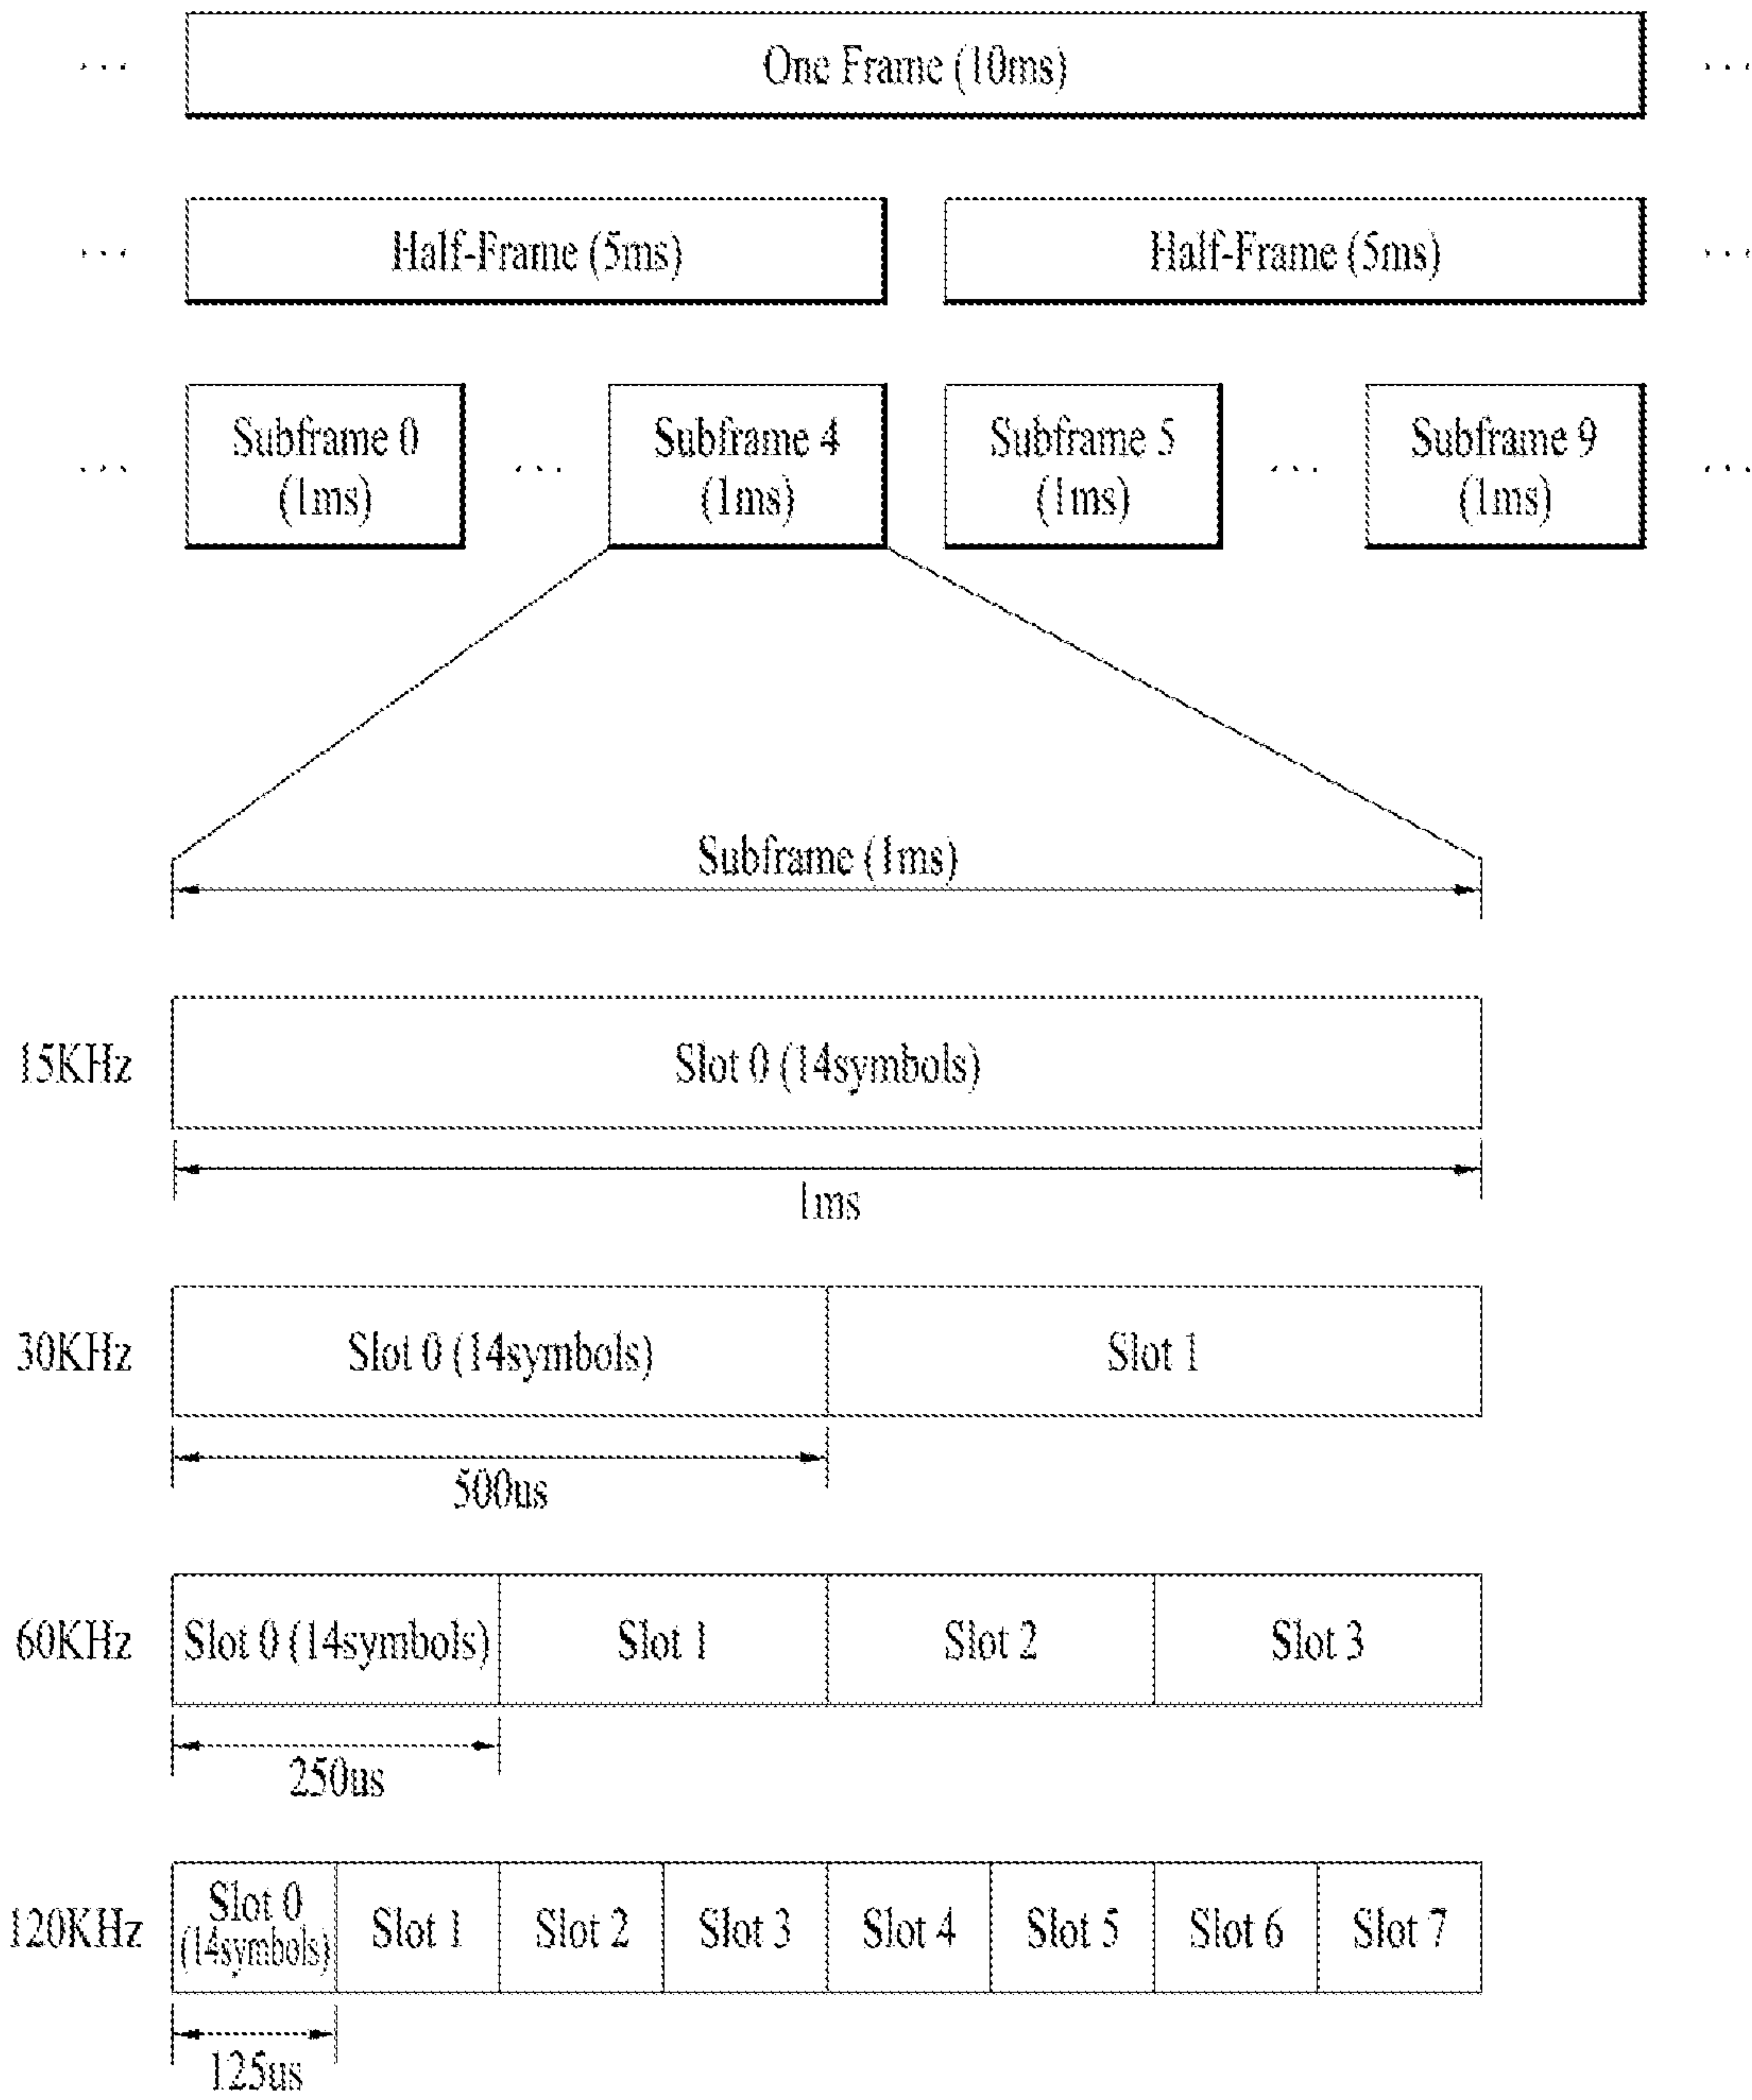 ... One Frame (10ms) ...
... Half-Frame (5ms) Half-Frame (5ms) ...
... Subframe 0 (1ms) ... Subframe 4 (1ms) Subframe 5 (1ms) ... Subframe 9 (1ms) ...
Subframe (1ms)
15KHz Slot 0 (14symbols)
1ms
30KHz Slot 0 (14symbols) Slot 1
500us
60KHz Slot 0 (14symbols) Slot 1 Slot 2 Slot 3
250us
120KHz Slot 0 (14symbols) Slot 1 Slot 2 Slot 3 Slot 4 Slot 5 Slot 6 Slot 7
125us